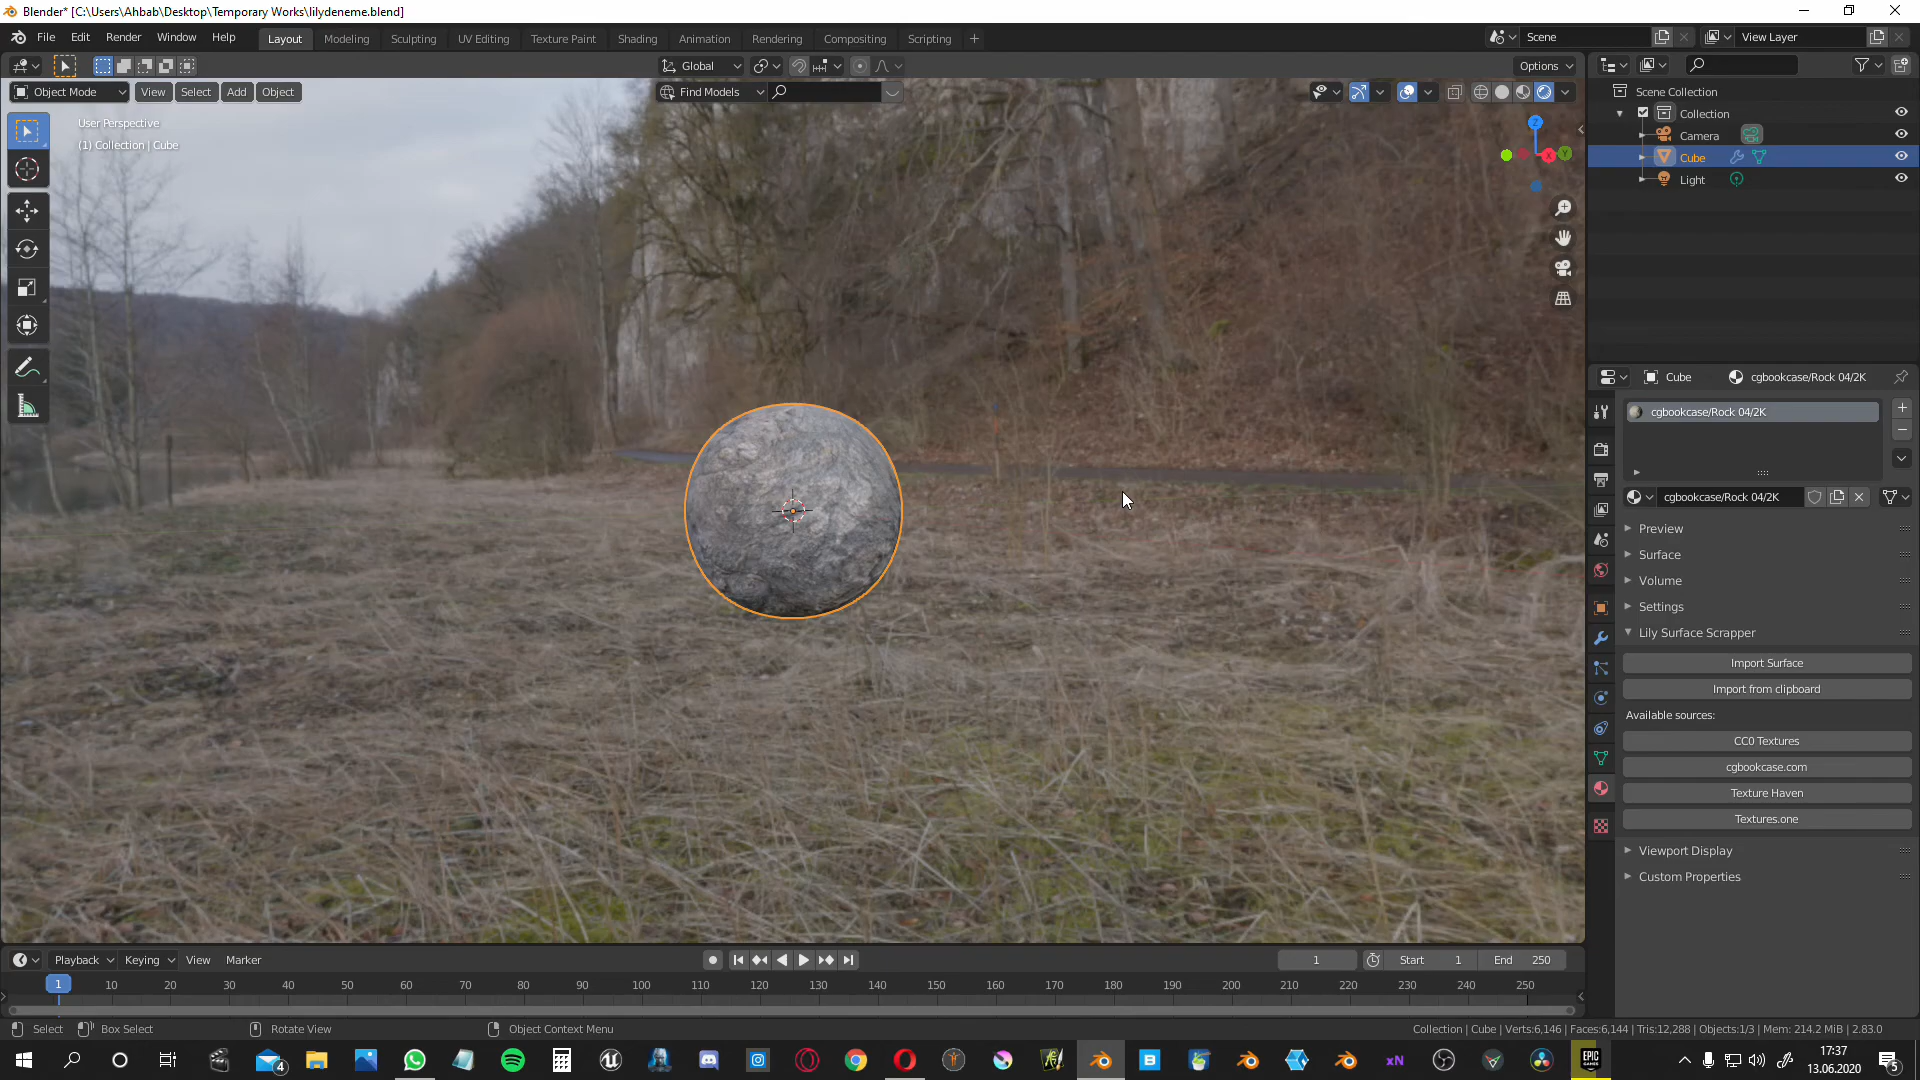 Blender* [C:\Users\Ahbab\Desktop\Temporary Works\lilydeneme.blend]
File Edit Render Window Help Layout Modeling Sculpting UV Editing Texture Paint Shading Animation Rendering Compositing Scripting + Scene View Layer
Global Options
Object Mode View Select Add Object Find Models
User Perspective
(1) Collection | Cube
Z
X Y
Scene Collection
Collection
Camera
Cube
Light
Cube cgbookcase/Rock 04/2K
cgbookcase/Rock 04/2K
cgbookcase/Rock 04/2K
Preview
Surface
Volume
Settings
Lily Surface Scrapper
Import Surface
Import from clipboard
Available sources:
CC0 Textures
cgbookcase.com
Texture Haven
Textures.one
Viewport Display
Custom Properties
Playback Keying View Marker 1 Start 1 End 250
1 10 20 30 40 50 60 70 80 90 100 110 120 130 140 150 160 170 180 190 200 210 220 230 240 250
Select Box Select Rotate View Object Context Menu Collection | Cube | Verts:6,146 | Faces:6,144 | Tris:12,288 | Objects:1/3 | Mem: 214.2 MiB | 2.83.0
4 xN EPIC GAMES 17:37
13.06.2020 5